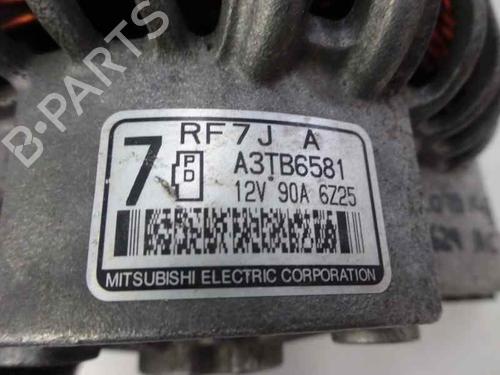 B-PARTS
RF7J A
7 P D A3TB6581
12V 90A 6Z25
MITSUBISHI ELECTRIC CORPORATION